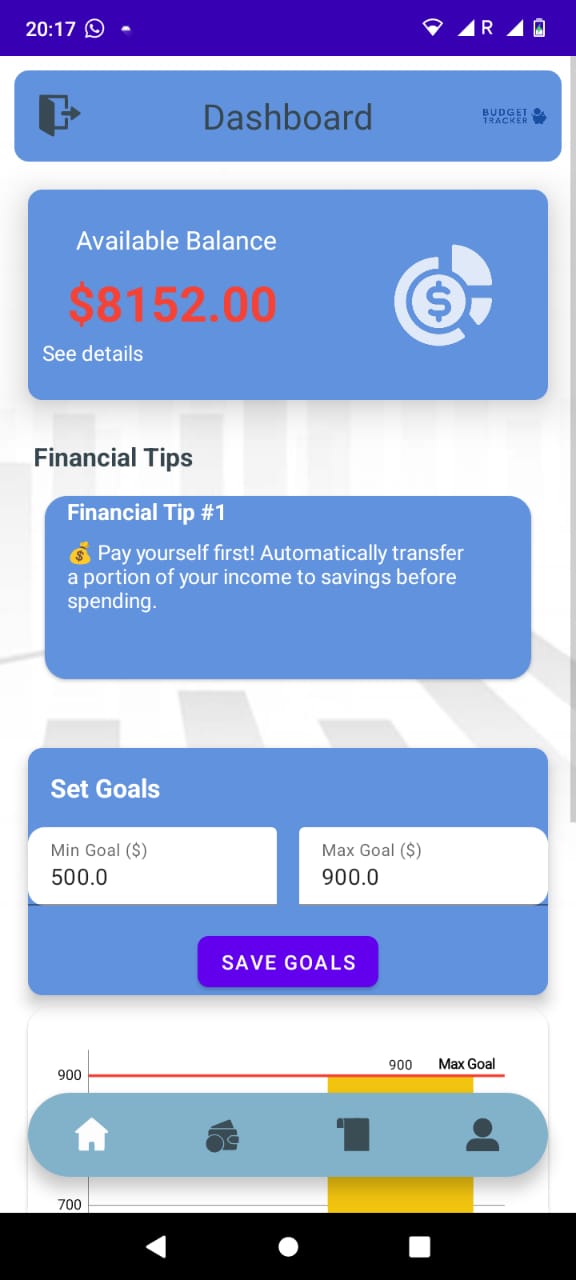 20:17
R
Dashboard
BUDGET
TRACKER
Available Balance
$8152.00
See details
Financial Tips
Financial Tip #1
💰 Pay yourself first! Automatically transfer
a portion of your income to savings before
spending.
Set Goals
Min Goal ($)
Max Goal ($)
500.0
900.0
SAVE GOALS
900
Max Goal
900
700